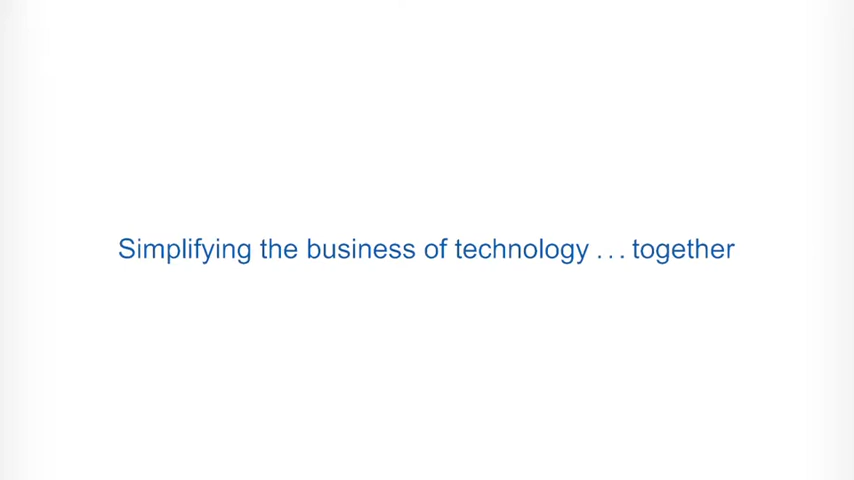 Simplifying the business of technology . . . together